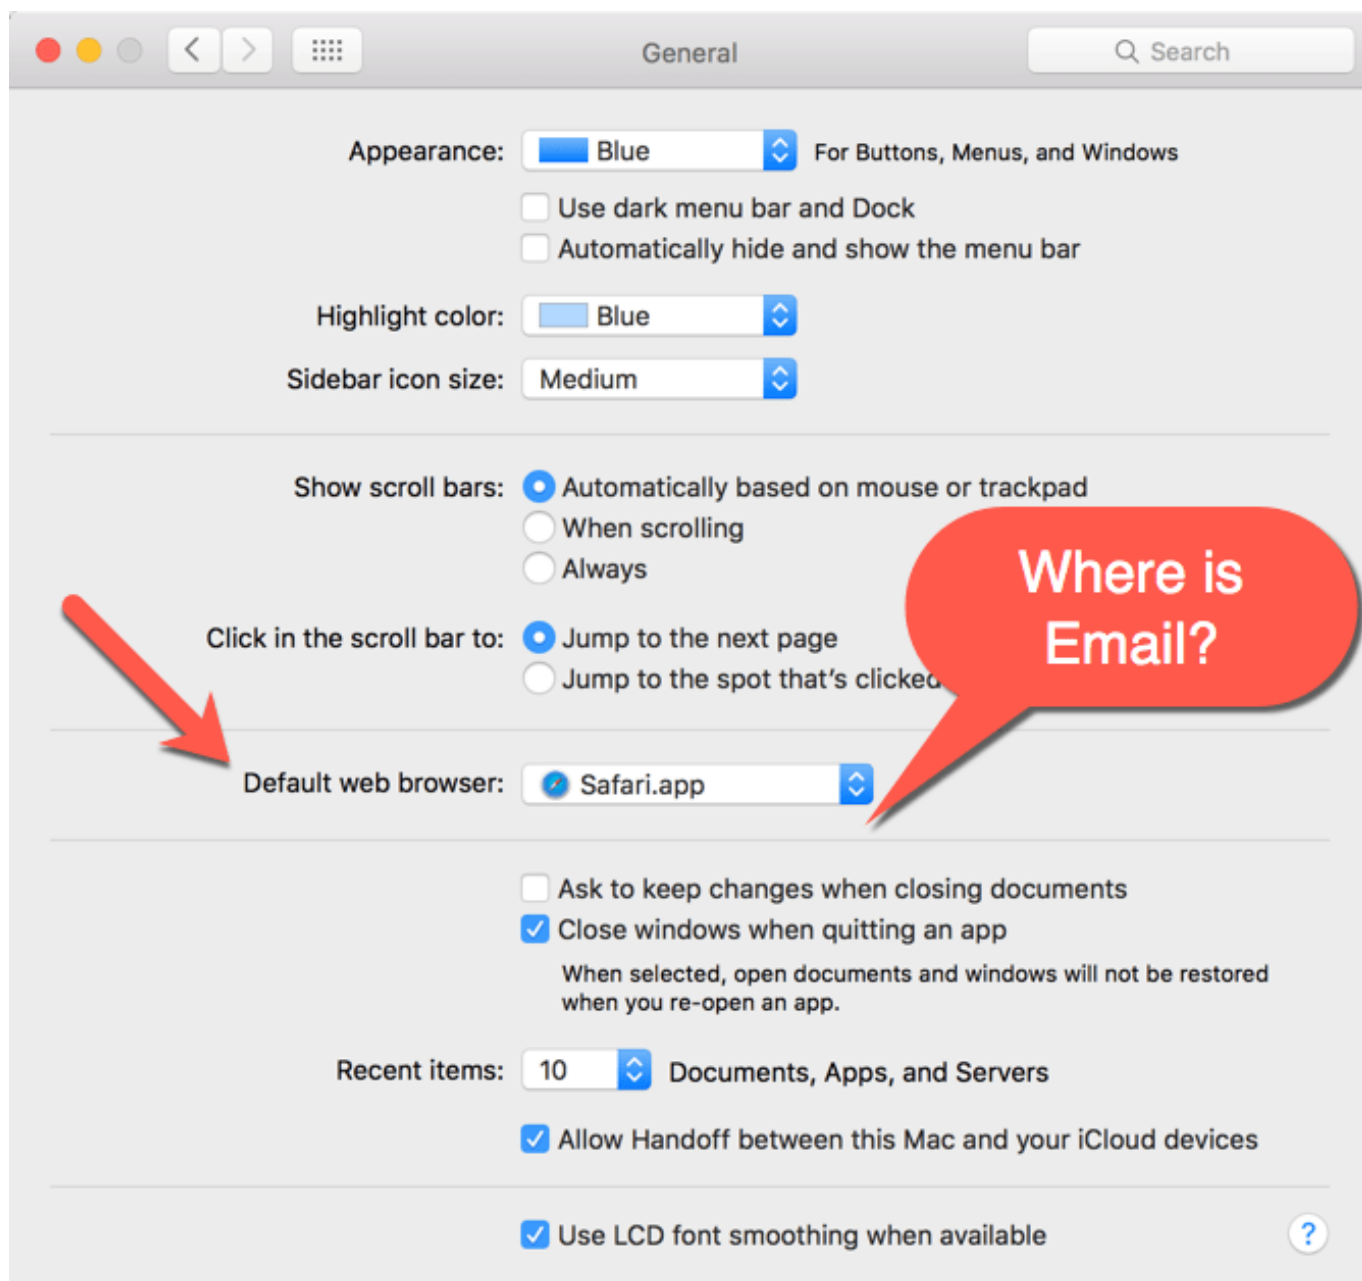 General
Search
Appearance: Blue For Buttons, Menus, and Windows
Use dark menu bar and Dock
Automatically hide and show the menu bar
Highlight color: Blue
Sidebar icon size: Medium
Show scroll bars: Automatically based on mouse or trackpad
When scrolling
Always
Where is
Email?
Click in the scroll bar to: Jump to the next page
Jump to the spot that's clicked
Default web browser: Safari.app
Ask to keep changes when closing documents
Close windows when quitting an app
When selected, open documents and windows will not be restored
when you re-open an app.
Recent items: 10 Documents, Apps, and Servers
Allow Handoff between this Mac and your iCloud devices
Use LCD font smoothing when available
?